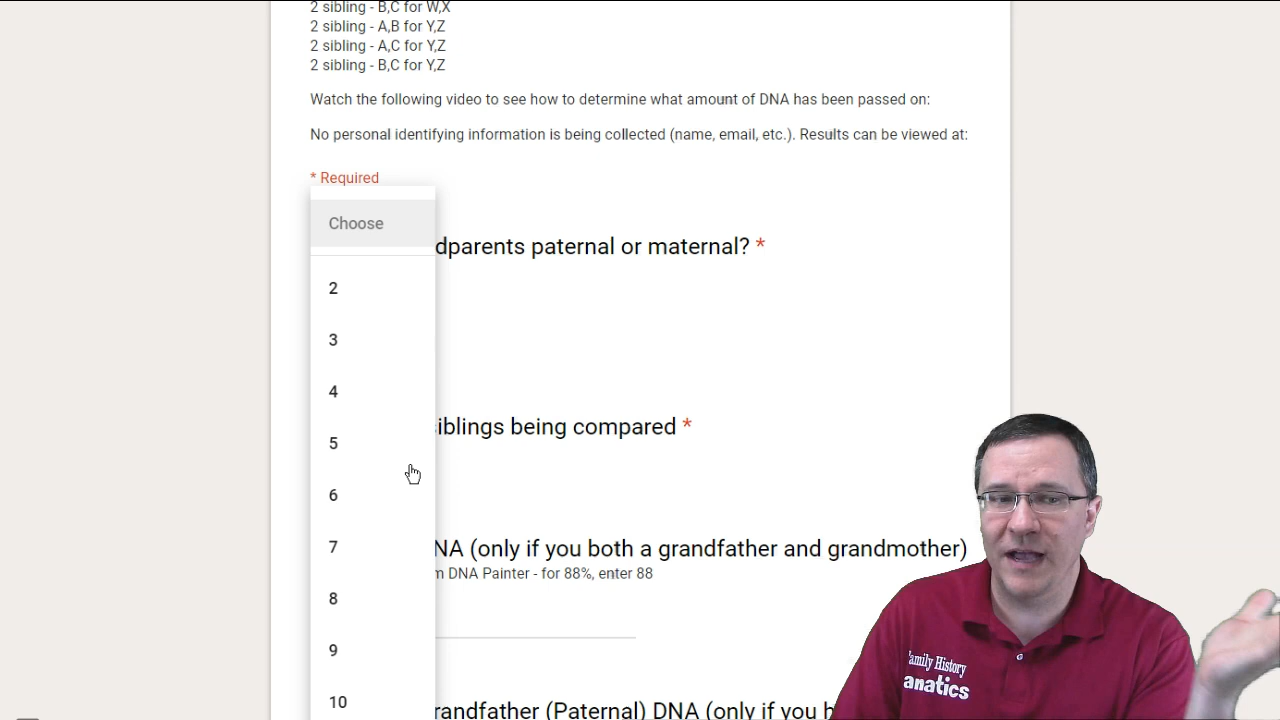 2 sibling - B,C for W,X
2 sibling - A,B for Y,Z
2 sibling - A,C for Y,Z
2 sibling - B,C for Y,Z
Watch the following video to see how to determine what amount of DNA has been passed on:
No personal identifying information is being collected (name, email, etc.). Results can be viewed at:
* Required
Choose
dparents paternal or maternal? *
2
3
4
iblings being compared *
5
6
7
NA (only if you both a grandfather and grandmother)
m DNA Painter - for 88%, enter 88
8
9
10
randfather (Paternal) DNA (only if you
amily History
anatics